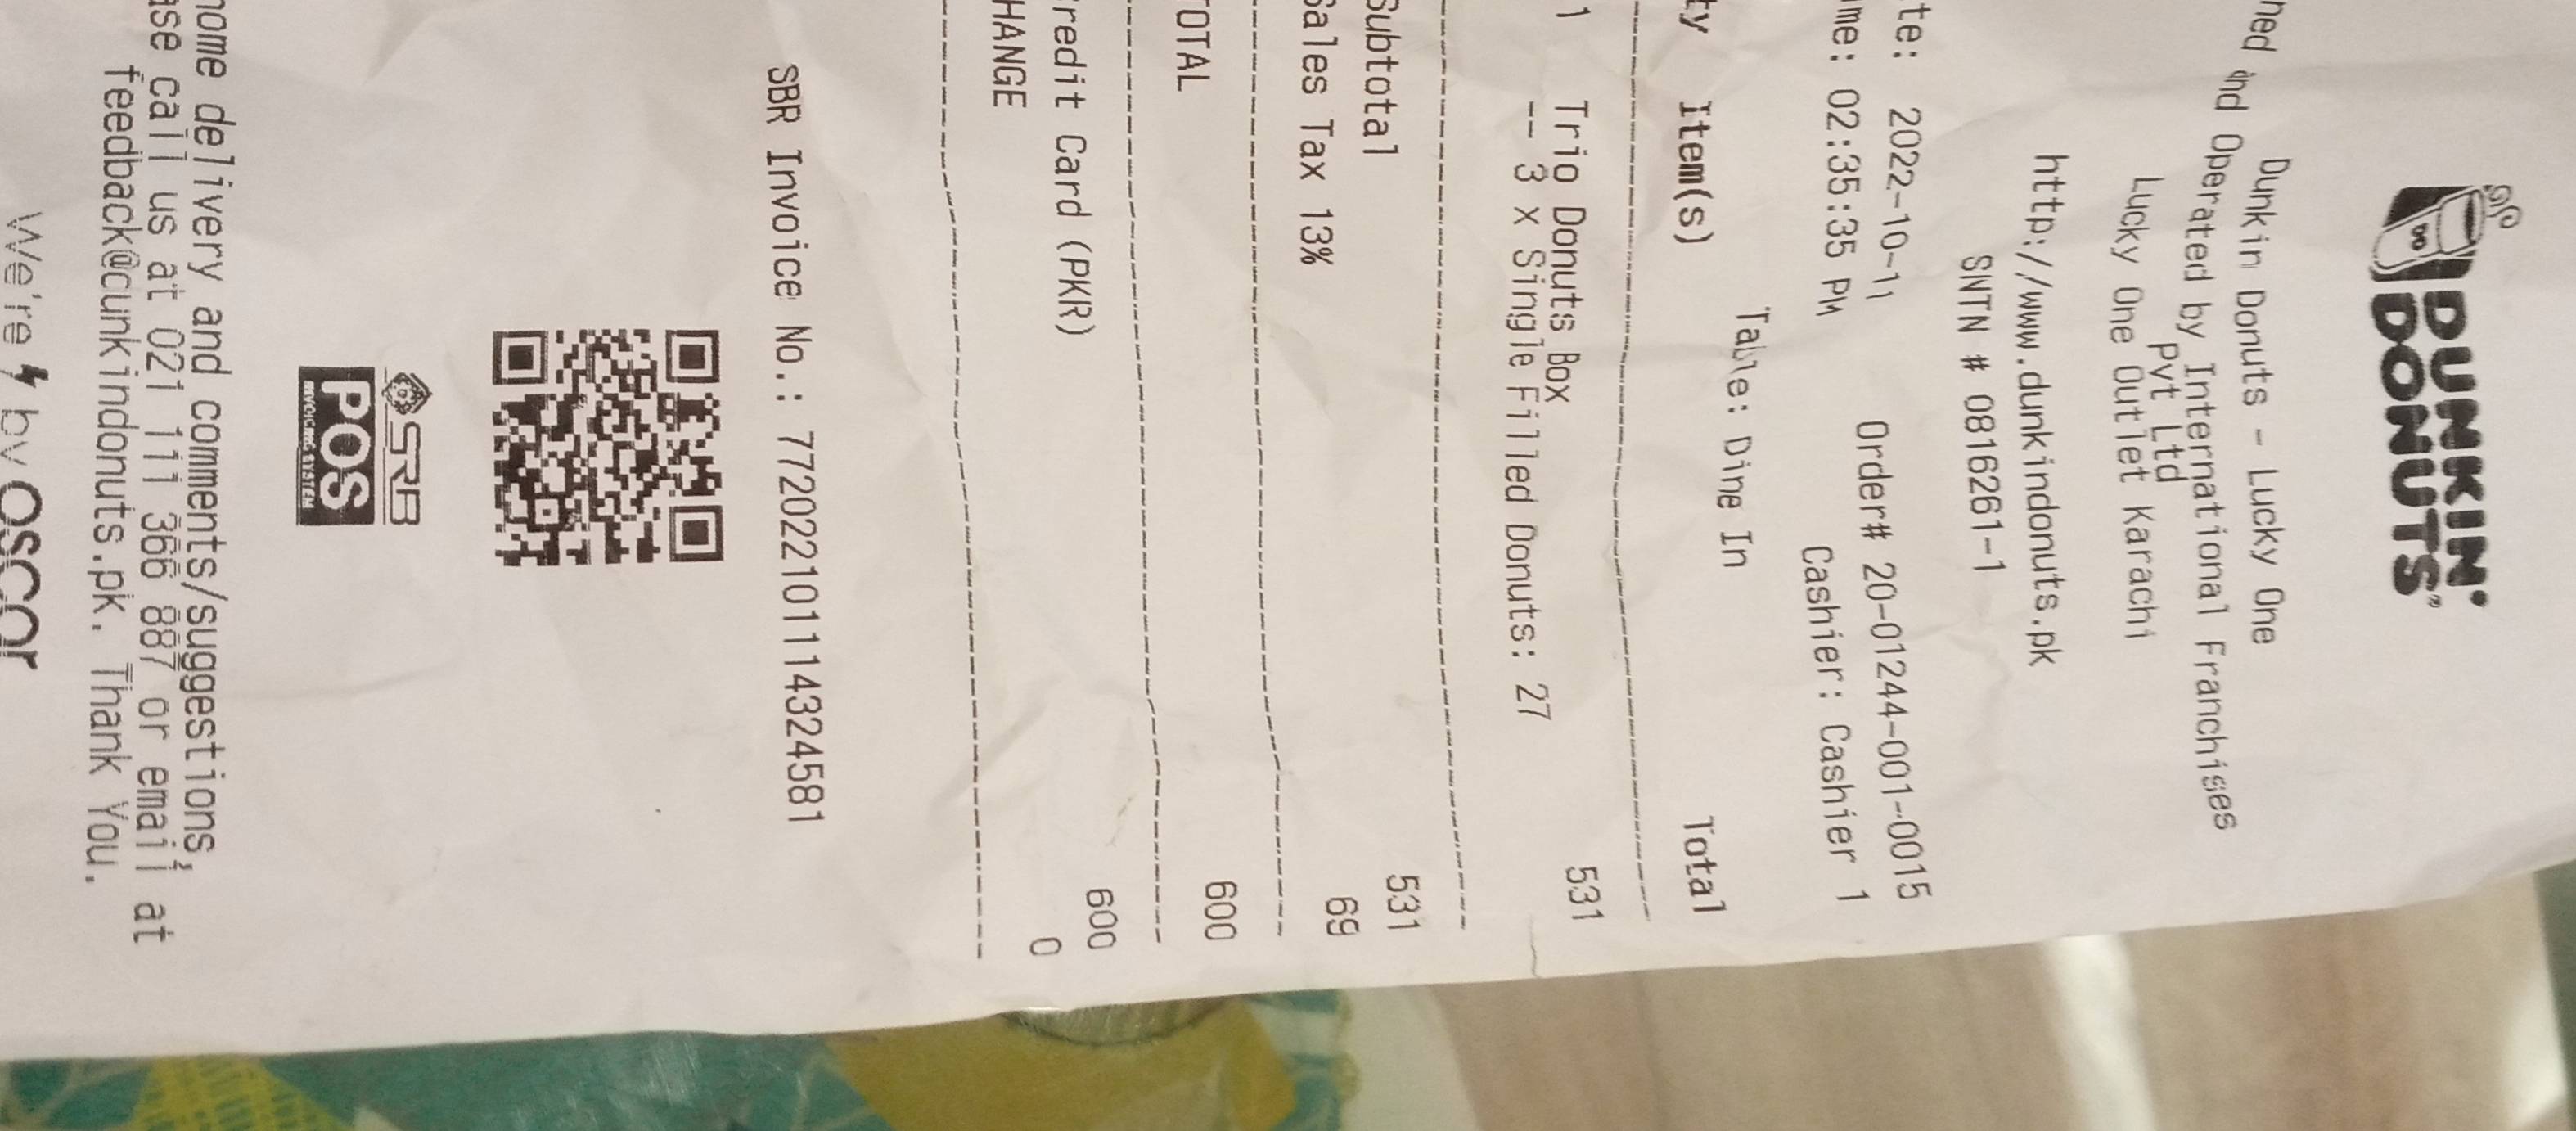 DUNKIN'
DONUTS®
Dunkin Donuts - Lucky One
ned and Operated by International Franchises
Pvt Ltd
Lucky One Outlet Karachi
http://www.dunkindonuts.pk
SNTN # 0816261-1
te: 2022-10-11 Order# 20-01244-001-0015
me: 02:35:35 PM Cashier: Cashier 1
Table: Dine In
ty Item(s) Total
1 Trio Donuts Box 531
-- 3 x Single Filled Donuts: 27
Subtotal 531
Sales Tax 13% 69
TOTAL 600
redit Card (PKR) 600
HANGE 0
SBR Invoice No.: 7720221011143245​81
SRB
POS
INVOICING SYSTEM
home delivery and comments/suggestions,
ase call us at 021 111 366 887 or email at
feedback@cunkindonuts.pk. Thank You.
We're by oscar